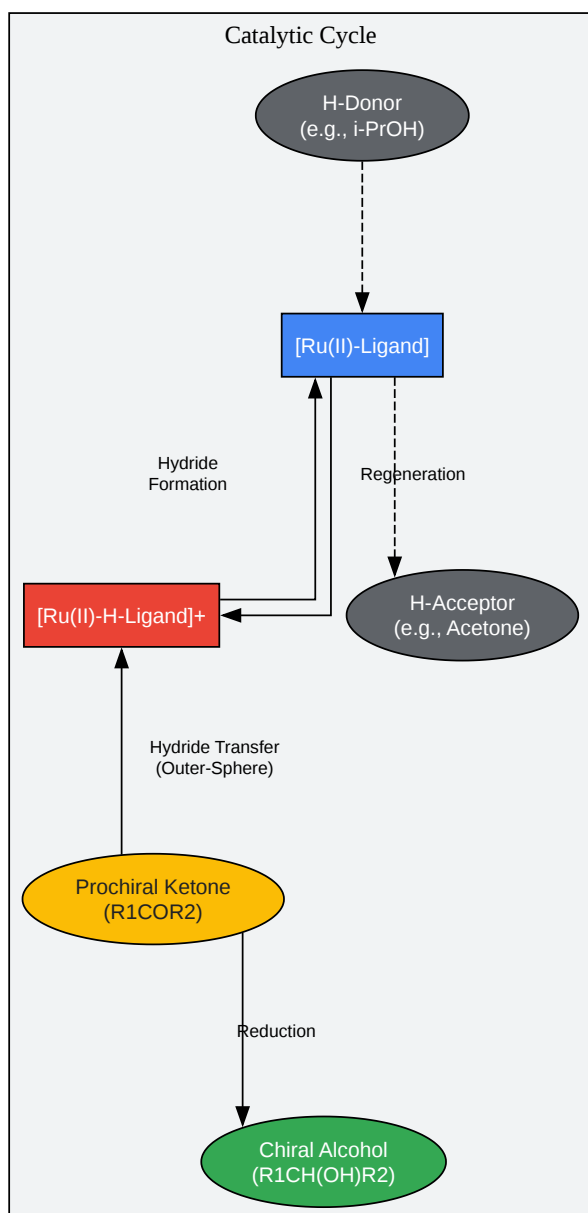 Catalytic Cycle
H-Donor
(e.g., i-PrOH)
[Ru(II)-Ligand]
Hydride
Formation
Regeneration
[Ru(II)-H-Ligand]+
H-Acceptor
(e.g., Acetone)
Hydride Transfer
(Outer-Sphere)
Prochiral Ketone
(R1COR2)
Reduction
Chiral Alcohol
(R1CH(OH)R2)